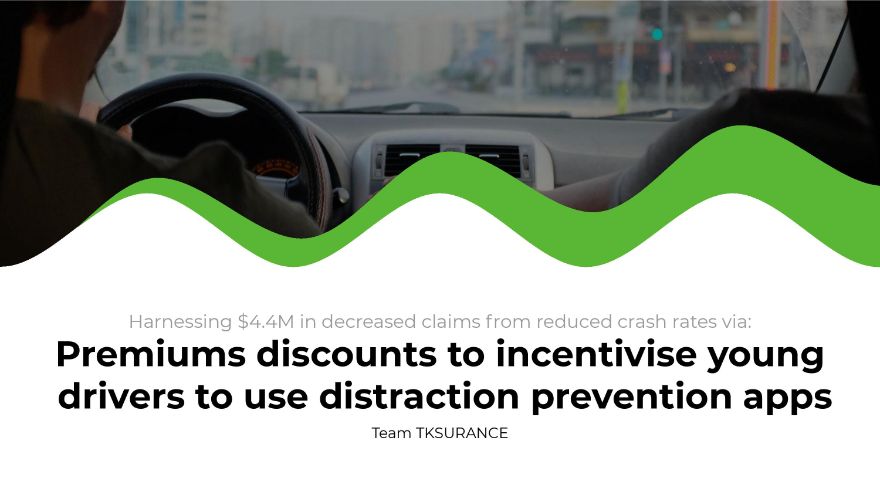 Harnessing $4.4M in decreased claims from reduced crash rates via:
Premiums discounts to incentivise young
drivers to use distraction prevention apps
Team TKSURANCE